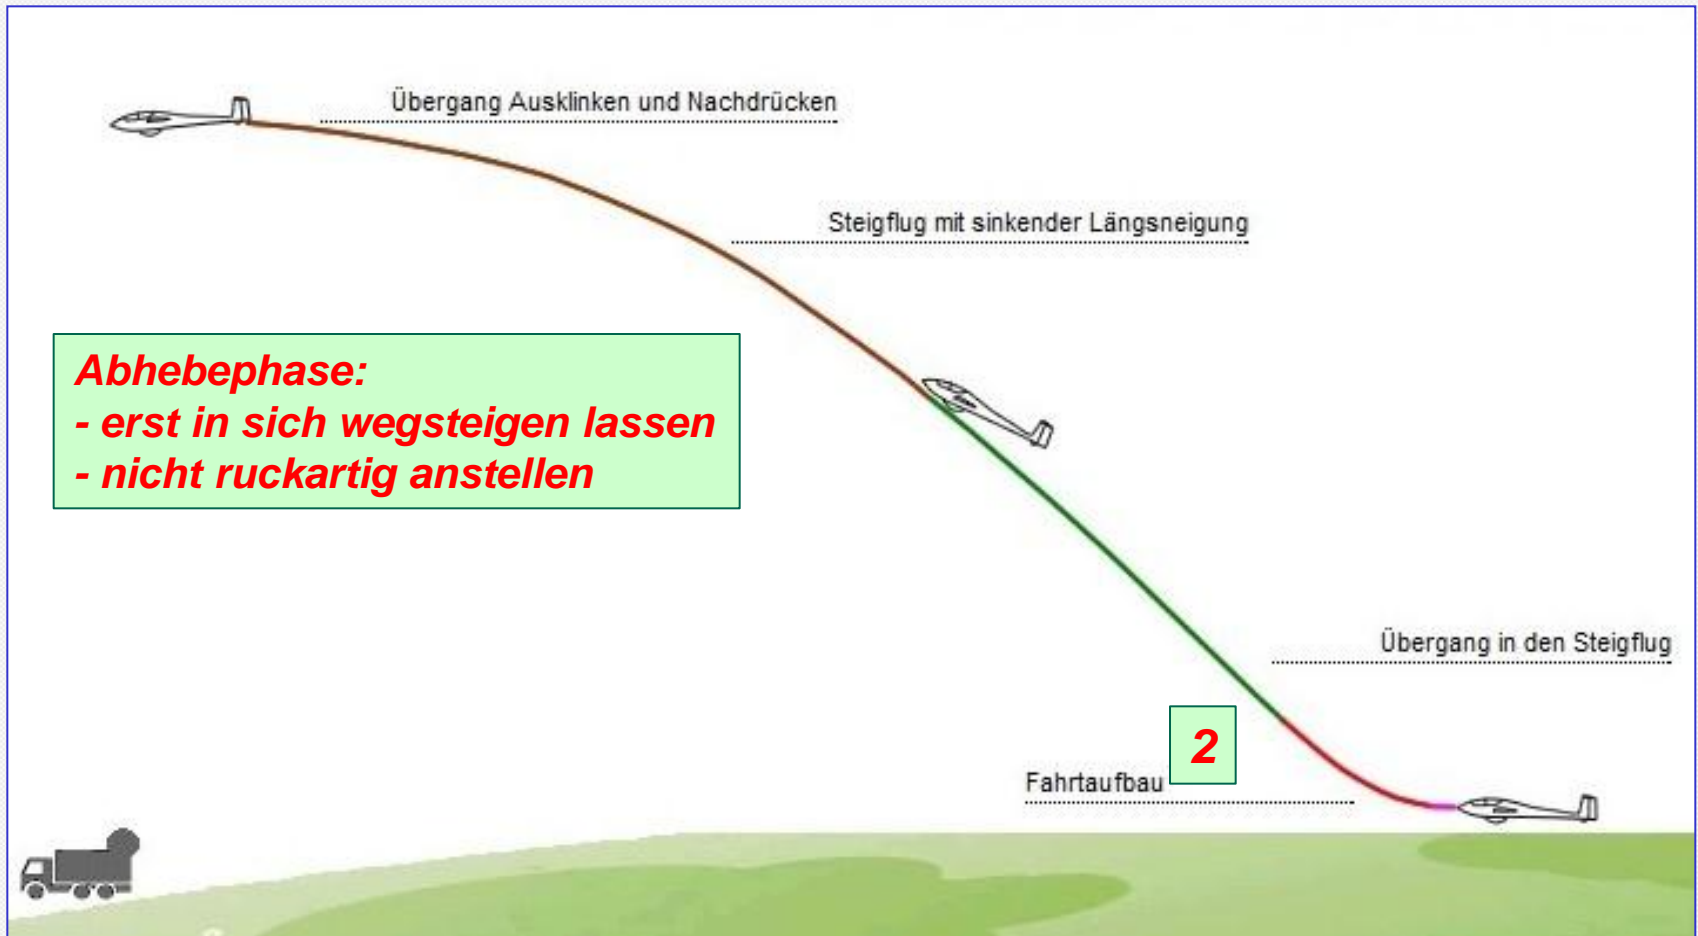 Übergang Ausklinken und Nachdrücken
Steigflug mit sinkender Längsneigung
Abhebephase:
- erst in sich wegsteigen lassen
- nicht ruckartig anstellen
Übergang in den Steigflug
2
Fahrtaufbau